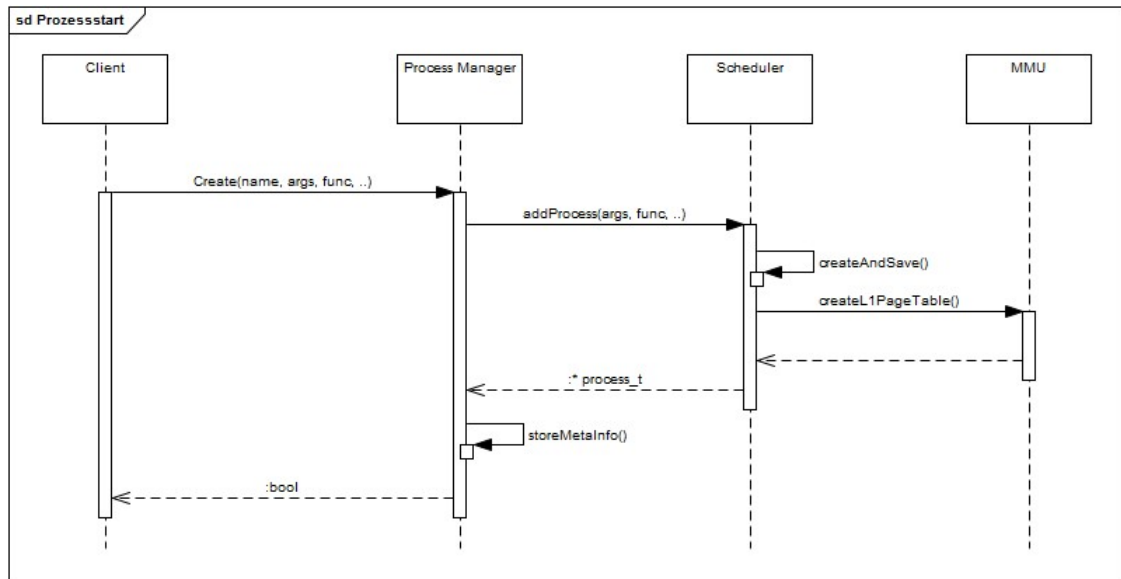 sd Prozessstart
Client
Process Manager
Scheduler
MMU
Create(name, args, func, ..)
addProcess(args, func, ..)
createAndSave()
createL1PageTable()
:* process_t
storeMetaInfo()
:bool